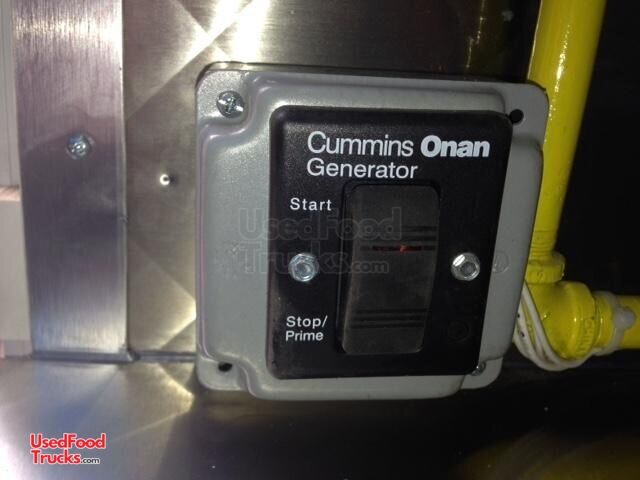 Cummins Onan
Generator
Start
UsedFood
Trucks.com
Stop/
Prime
UsedFood
Trucks.com